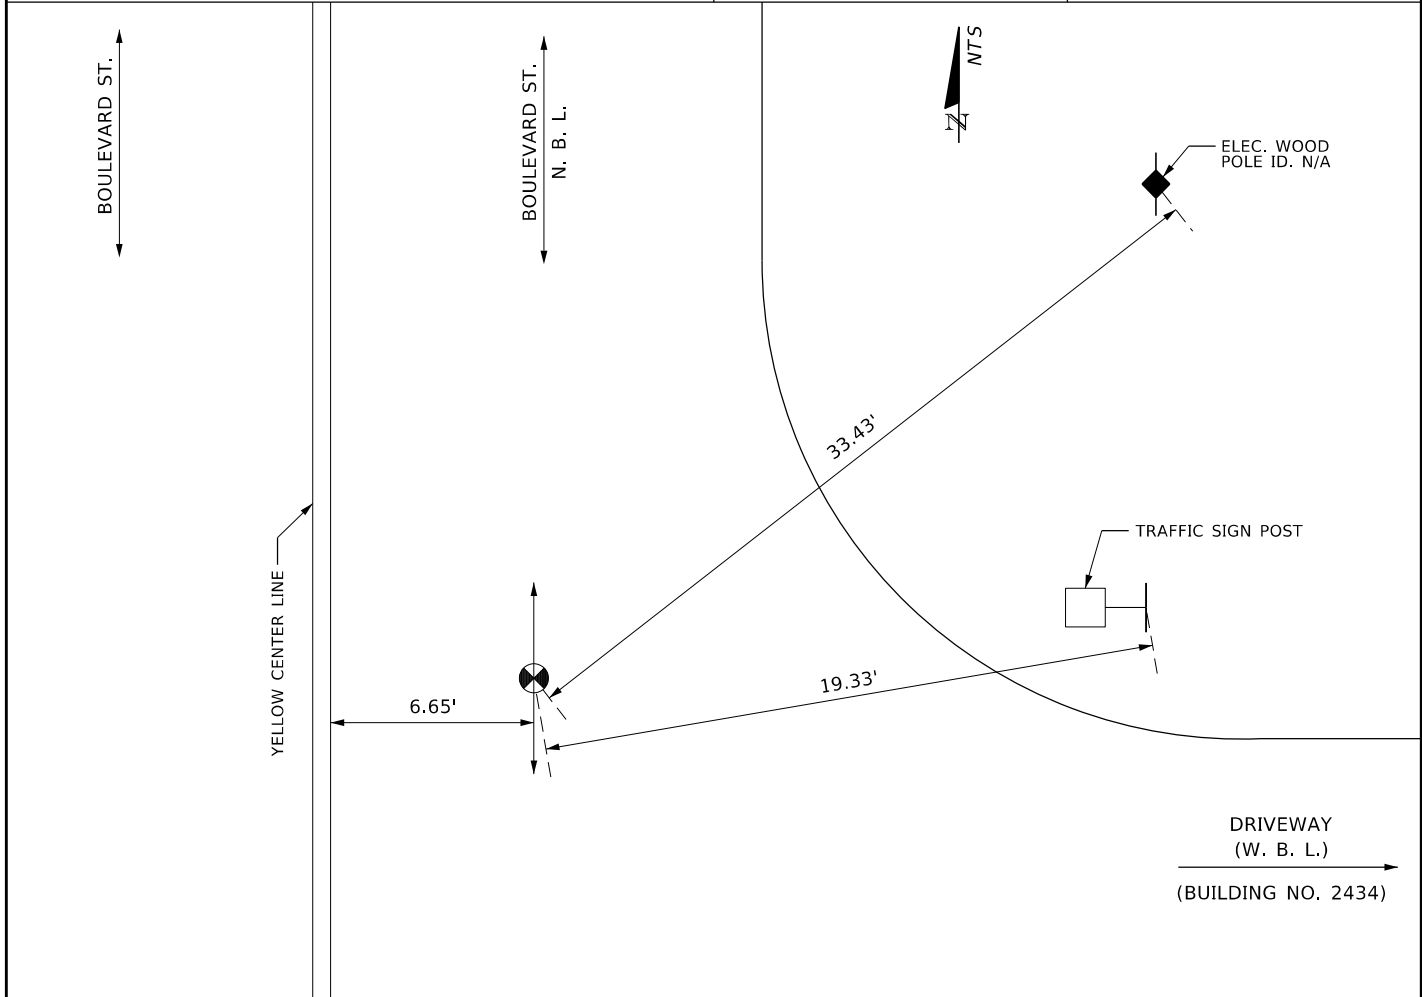 BOULEVARD ST.
BOULEVARD ST.
N. B. L.
NTS
N
ELEC. WOOD
POLE ID. N/A
33.43'
TRAFFIC SIGN POST
YELLOW CENTER LINE
19.33'
6.65'
DRIVEWAY
(W. B. L.)
(BUILDING NO. 2434)